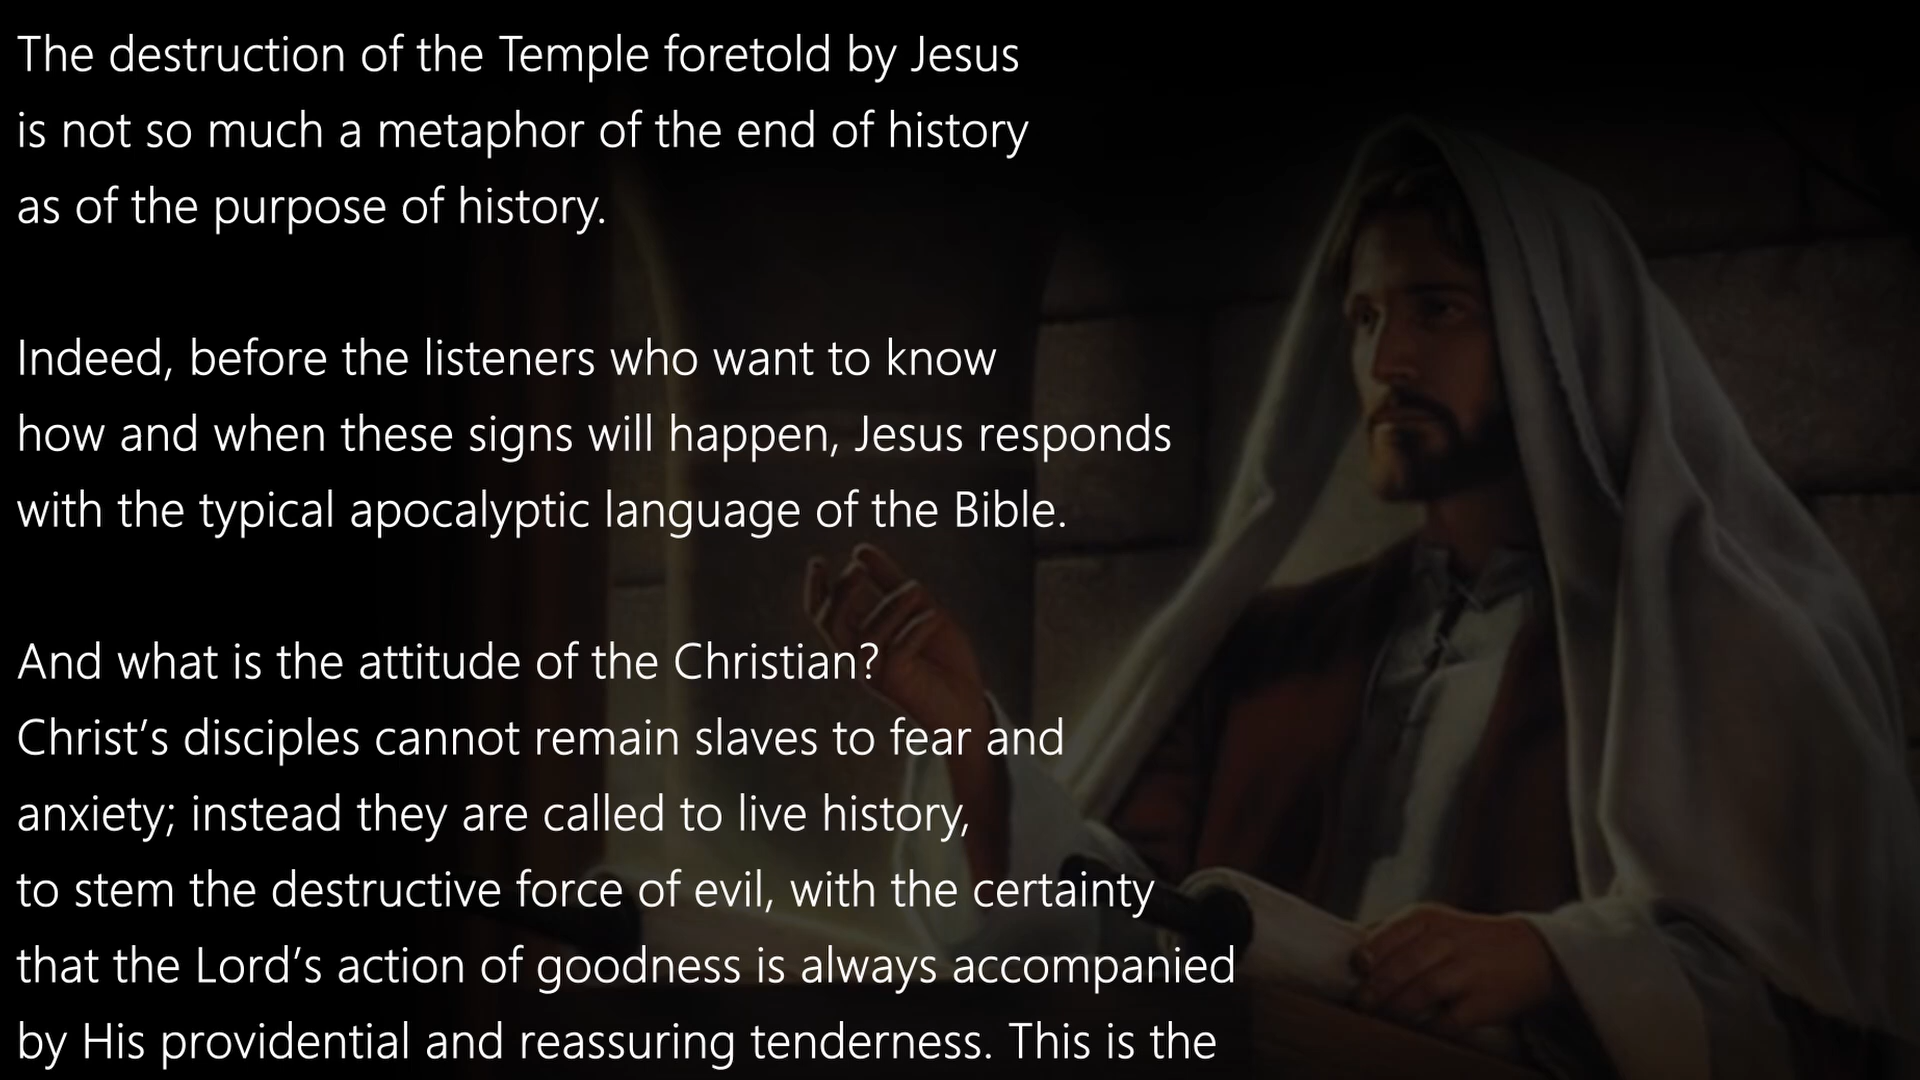 The destruction of the Temple foretold by Jesus
is not so much a metaphor of the end of history
as of the purpose of history.
Indeed, before the listeners who want to know
how and when these signs will happen, Jesus responds
with the typical apocalyptic language of the Bible.
And what is the attitude of the Christian?
Christ’s disciples cannot remain slaves to fear and
anxiety; instead they are called to live history,
to stem the destructive force of evil, with the certainty
that the Lord’s action of goodness is always accompanied
by His providential and reassuring tenderness. This is the